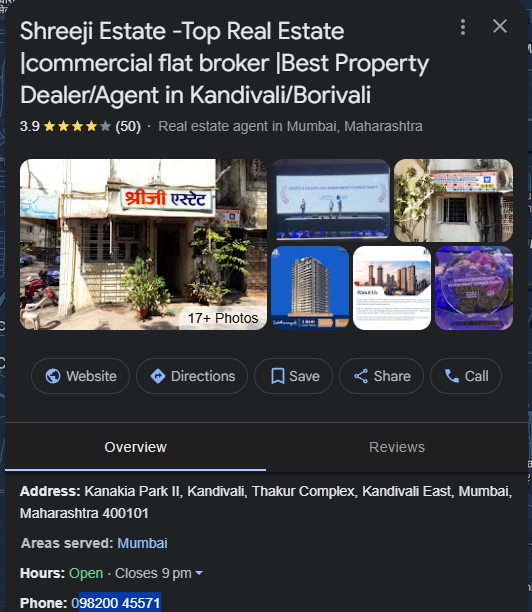 Shreeji Estate -Top Real Estate
|commercial flat broker |Best Property
Dealer/Agent in Kandivali/Borivali
3.9 ★★★★★ (50) · Real estate agent in Mumbai, Maharashtra
श्रीजी एस्टेट
About Us
17+ Photos
Website
Directions
Save
Share
Call
Overview
Reviews
Address: Kanakia Park II, Kandivali, Thakur Complex, Kandivali East, Mumbai,
Maharashtra 400101
Areas served: Mumbai
Hours: Open · Closes 9 pm
Phone: 098200 45571